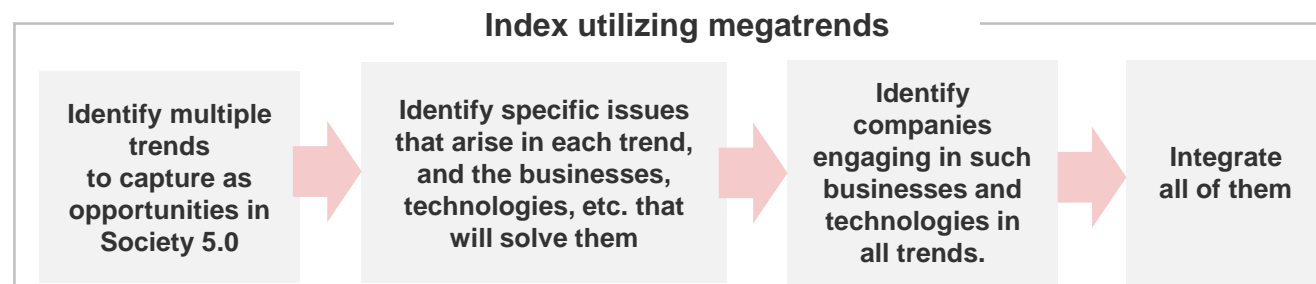 Index utilizing megatrends
Identify multiple
trends
to capture as
opportunities in
Society 5.0
Identify specific issues
that arise in each trend,
and the businesses,
technologies, etc. that
will solve them
Identify
companies
engaging in such
businesses and
technologies in
all trends.
Integrate
all of them